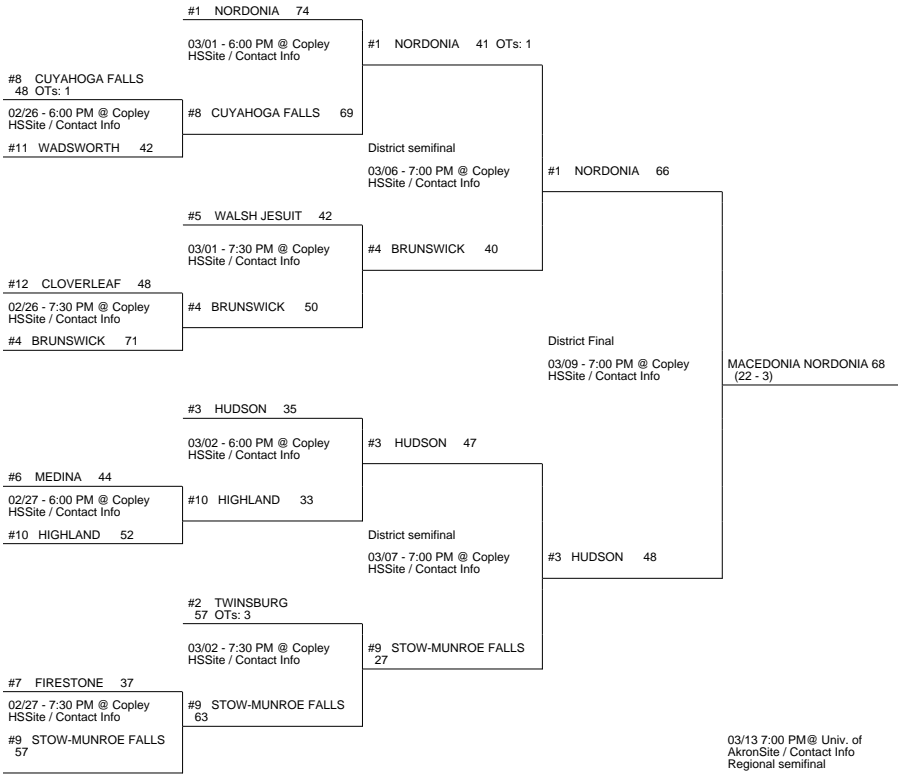 #1 NORDONIA 74
03/01 - 6:00 PM @ Copley
HSSite / Contact Info
#1 NORDONIA 41 OTs: 1
#8 CUYAHOGA FALLS
48 OTs: 1
02/26 - 6:00 PM @ Copley
HSSite / Contact Info
#8 CUYAHOGA FALLS 69
#11 WADSWORTH 42
District semifinal
03/06 - 7:00 PM @ Copley
HSSite / Contact Info
#1 NORDONIA 66
#5 WALSH JESUIT 42
03/01 - 7:30 PM @ Copley
HSSite / Contact Info
#4 BRUNSWICK 40
#12 CLOVERLEAF 48
02/26 - 7:30 PM @ Copley
HSSite / Contact Info
#4 BRUNSWICK 50
#4 BRUNSWICK 71
District Final
03/09 - 7:00 PM @ Copley
HSSite / Contact Info
MACEDONIA NORDONIA 68
(22 - 3)
#3 HUDSON 35
03/02 - 6:00 PM @ Copley
HSSite / Contact Info
#3 HUDSON 47
#6 MEDINA 44
02/27 - 6:00 PM @ Copley
HSSite / Contact Info
#10 HIGHLAND 33
#10 HIGHLAND 52
District semifinal
03/07 - 7:00 PM @ Copley
HSSite / Contact Info
#3 HUDSON 48
#2 TWINSBURG
57 OTs: 3
03/02 - 7:30 PM @ Copley
HSSite / Contact Info
#9 STOW-MUNROE FALLS
27
#7 FIRESTONE 37
02/27 - 7:30 PM @ Copley
HSSite / Contact Info
#9 STOW-MUNROE FALLS
63
#9 STOW-MUNROE FALLS
57
03/13 7:00 PM@ Univ. of
AkronSite / Contact Info
Regional semifinal